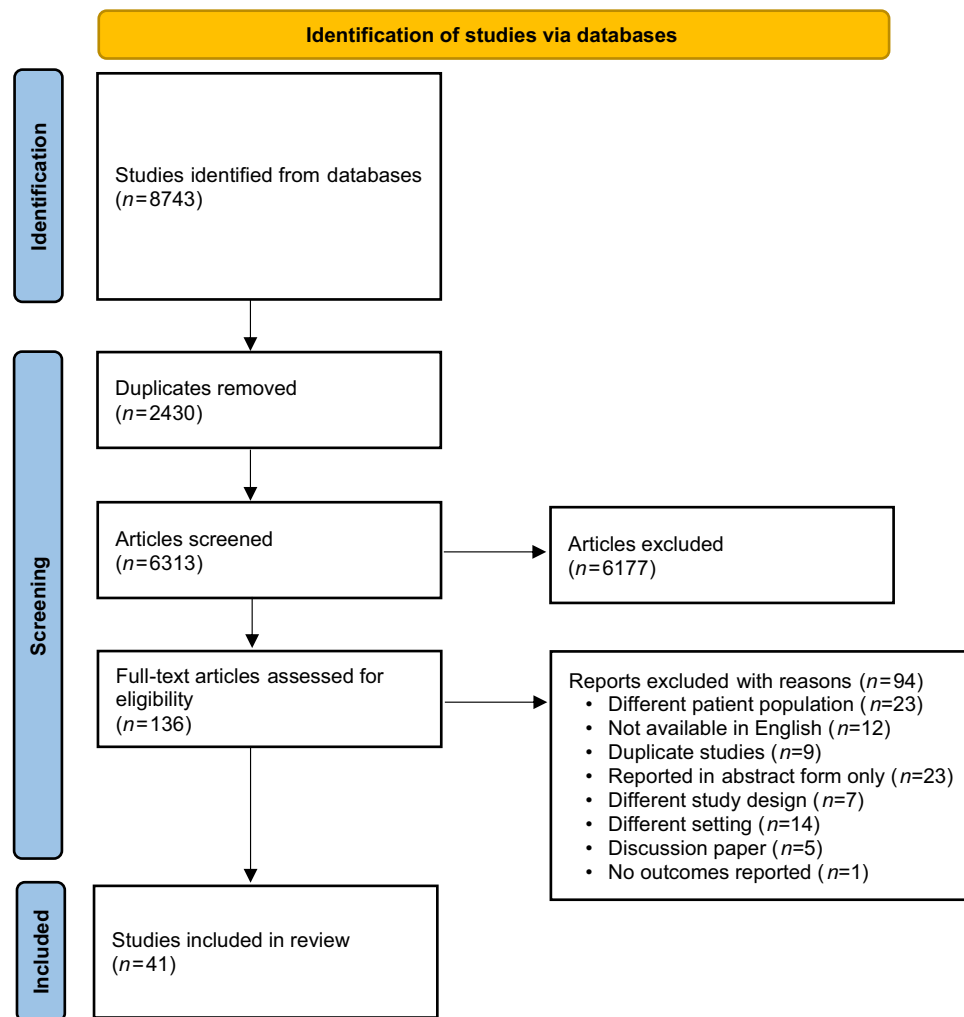 Identification of studies via databases
Identification
Studies identified from databases
(n=8743)
Screening
Duplicates removed
(n=2430)
Articles screened
(n=6313)
Articles excluded
(n=6177)
Full-text articles assessed for
eligibility
(n=136)
Reports excluded with reasons (n=94)
• Different patient population (n=23)
• Not available in English (n=12)
• Duplicate studies (n=9)
• Reported in abstract form only (n=23)
• Different study design (n=7)
• Different setting (n=14)
• Discussion paper (n=5)
• No outcomes reported (n=1)
Included
Studies included in review
(n=41)